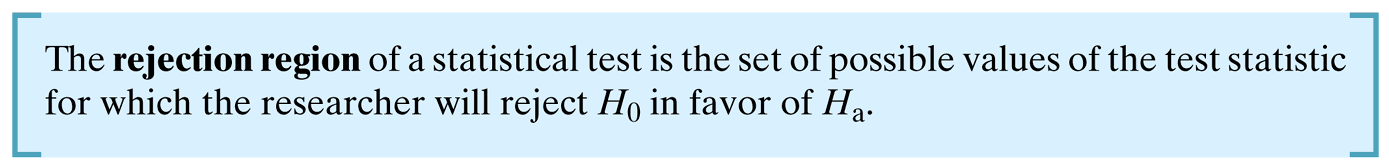 The rejection region of a statistical test is the set of possible values of the test statistic
for which the researcher will reject H₀ in favor of Hₐ.